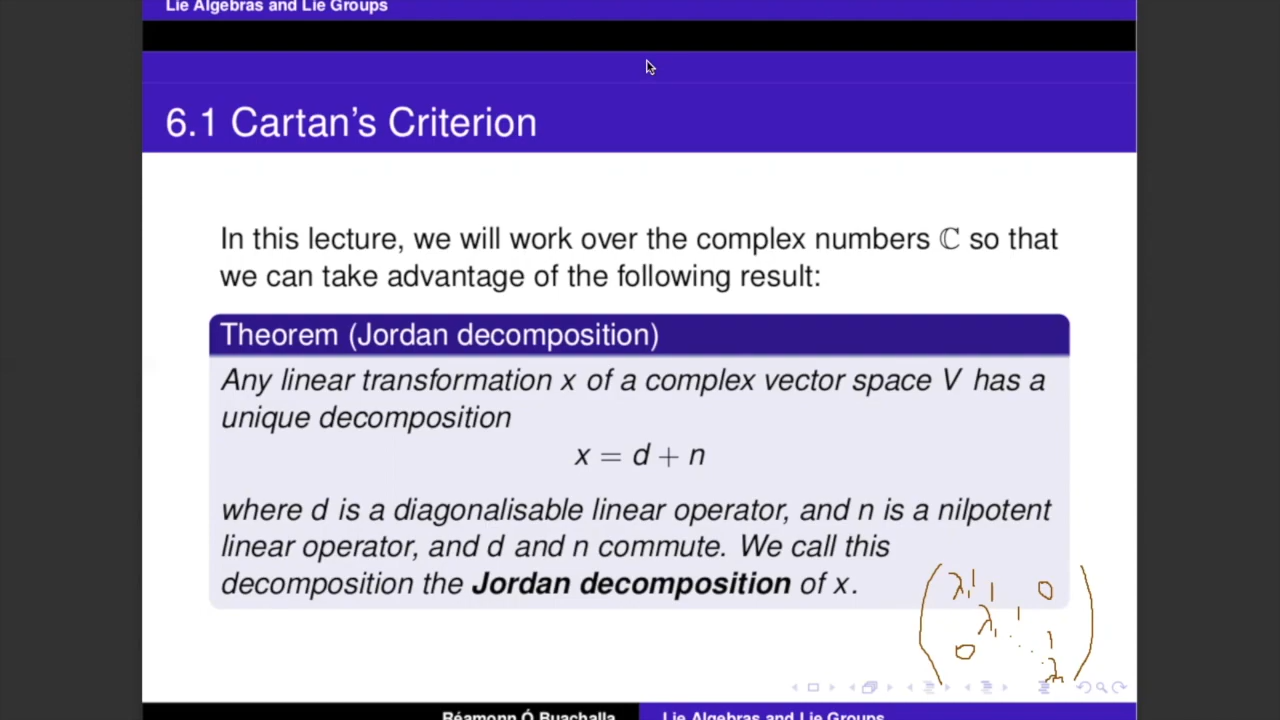 Lie Algebras and Lie Groups
6.1 Cartan's Criterion
In this lecture, we will work over the complex numbers ℂ so that
we can take advantage of the following result:
Theorem (Jordan decomposition)
Any linear transformation x of a complex vector space V has a
unique decomposition
x = d + n
where d is a diagonalisable linear operator, and n is a nilpotent
linear operator, and d and n commute. We call this
decomposition the Jordan decomposition of x.
Réamonn Ó Buachalla
Lie Algebras and Lie Groups